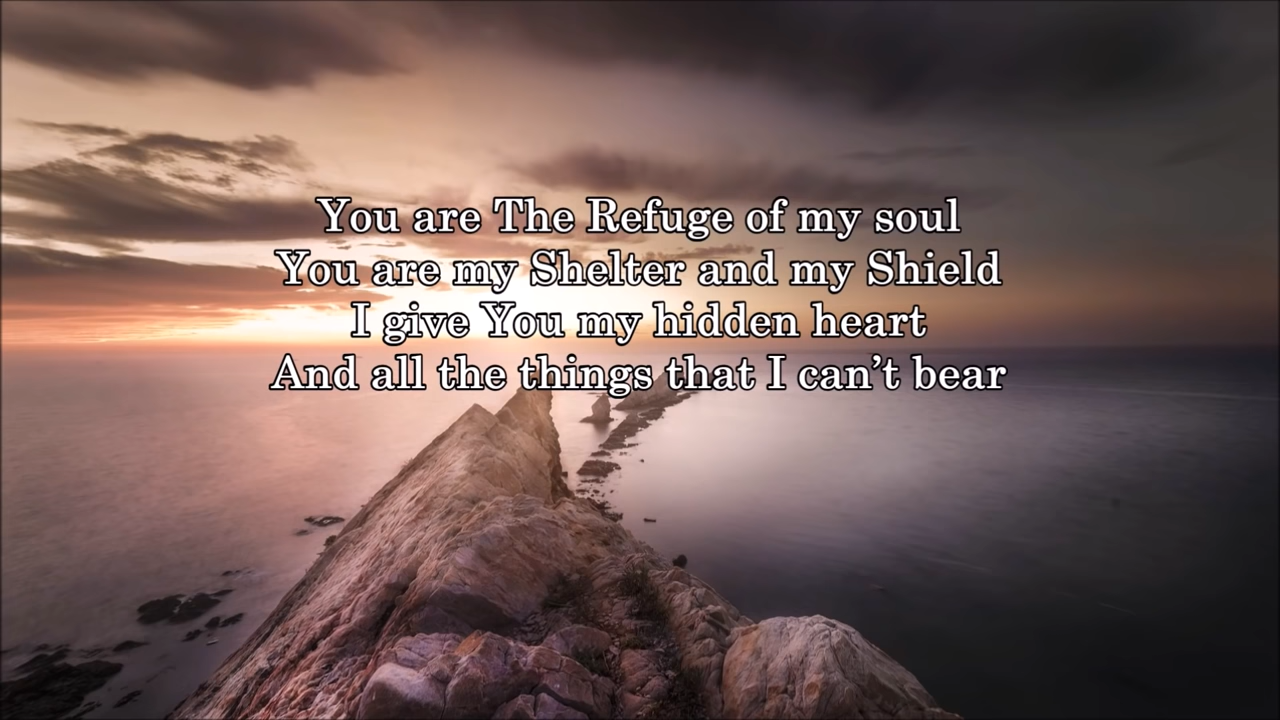 You are The Refuge of my soul
You are my Shelter and my Shield
I give You my hidden heart
And all the things that I can’t bear